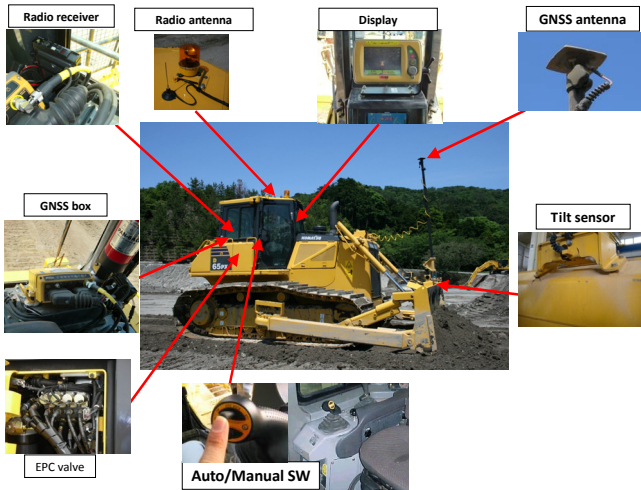 Radio receiver
Radio antenna
Display
GNSS antenna
GNSS box
KOMATSU
65PX
Tilt sensor
EPC valve
Auto/Manual SW